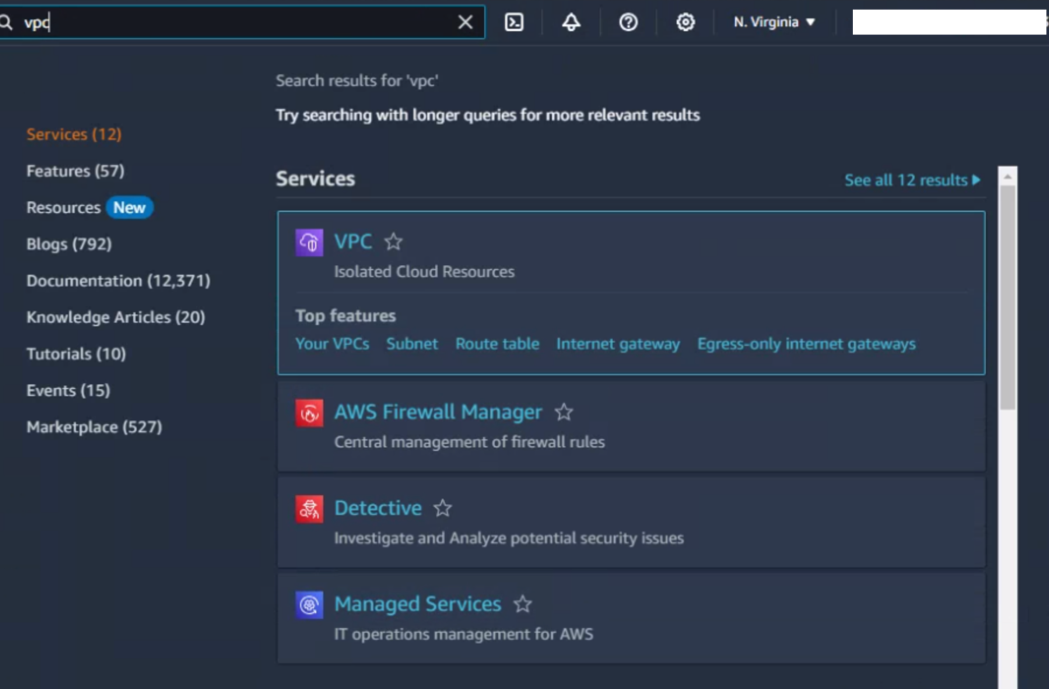 vpc
N. Virginia
Search results for 'vpc'
Try searching with longer queries for more relevant results
Services (12)
Features (57)
Resources New
Blogs (792)
Documentation (12,371)
Knowledge Articles (20)
Tutorials (10)
Events (15)
Marketplace (527)
Services
See all 12 results
VPC
Isolated Cloud Resources
Top features
Your VPCs Subnet Route table Internet gateway Egress-only internet gateways
AWS Firewall Manager
Central management of firewall rules
Detective
Investigate and Analyze potential security issues
Managed Services
IT operations management for AWS